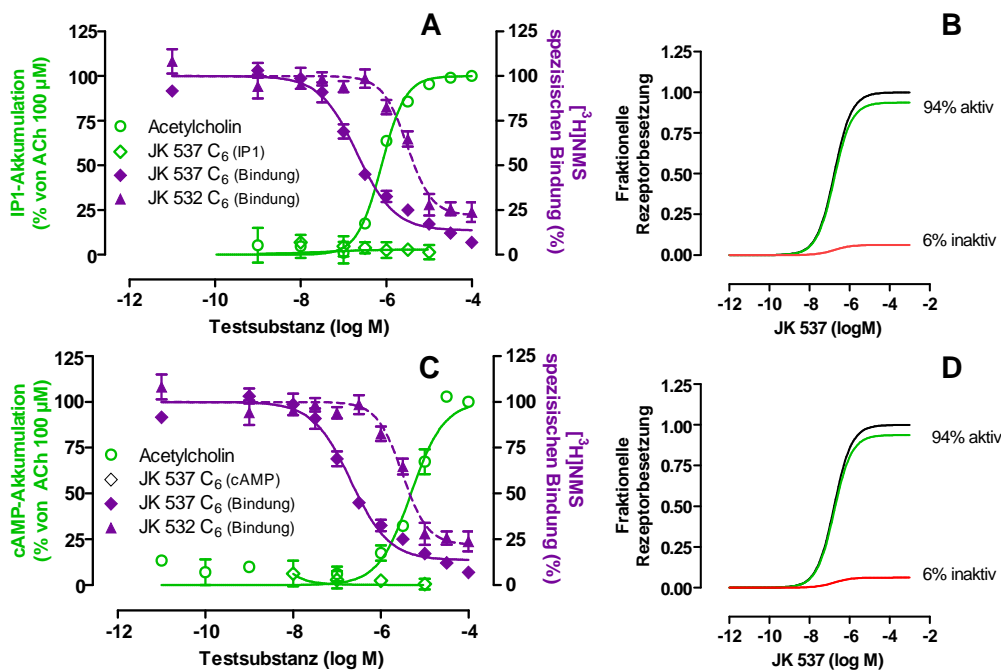 A
125
100
75
50
25
0
IP1-Akkumulation
(% von ACh 100 µM)
Acetylcholin
JK 537 C6 (IP1)
JK 537 C6 (Bindung)
JK 532 C6 (Bindung)
125
100
75
50
25
0
[³H]NMS
spezisischen Bindung (%)
-12 -10 -8 -6 -4
Testsubstanz (log M)
B
1.25
1.00
0.75
0.50
0.25
0.00
Fraktionelle
Rezeptorbesetzung
94% aktiv
6% inaktiv
-12 -10 -8 -6 -4 -2
JK 537 (logM)
C
125
100
75
50
25
0
cAMP-Akkumulation
(% von ACh 100 µM)
Acetylcholin
JK 537 C6 (cAMP)
JK 537 C6 (Bindung)
JK 532 C6 (Bindung)
125
100
75
50
25
0
[³H]NMS
spezisischen Bindung (%)
-12 -10 -8 -6 -4
Testsubstanz (log M)
D
1.25
1.00
0.75
0.50
0.25
0.00
Fraktionelle
Rezeptorbesetzung
94% aktiv
6% inaktiv
-12 -10 -8 -6 -4 -2
JK 537 (logM)